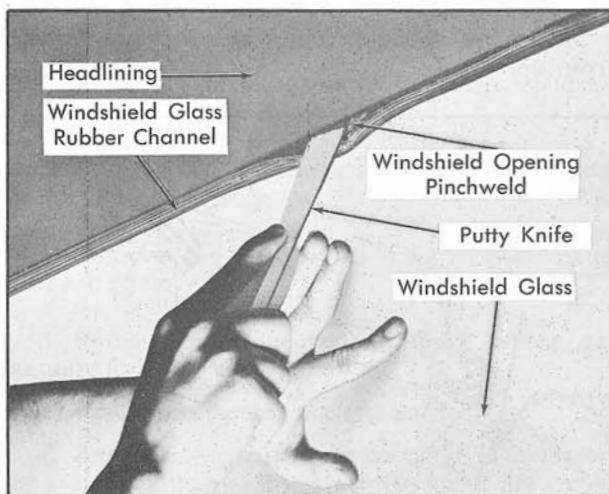 Headlining
Windshield Glass
Rubber Channel
Windshield Opening
Pinchweld
Putty Knife
Windshield Glass